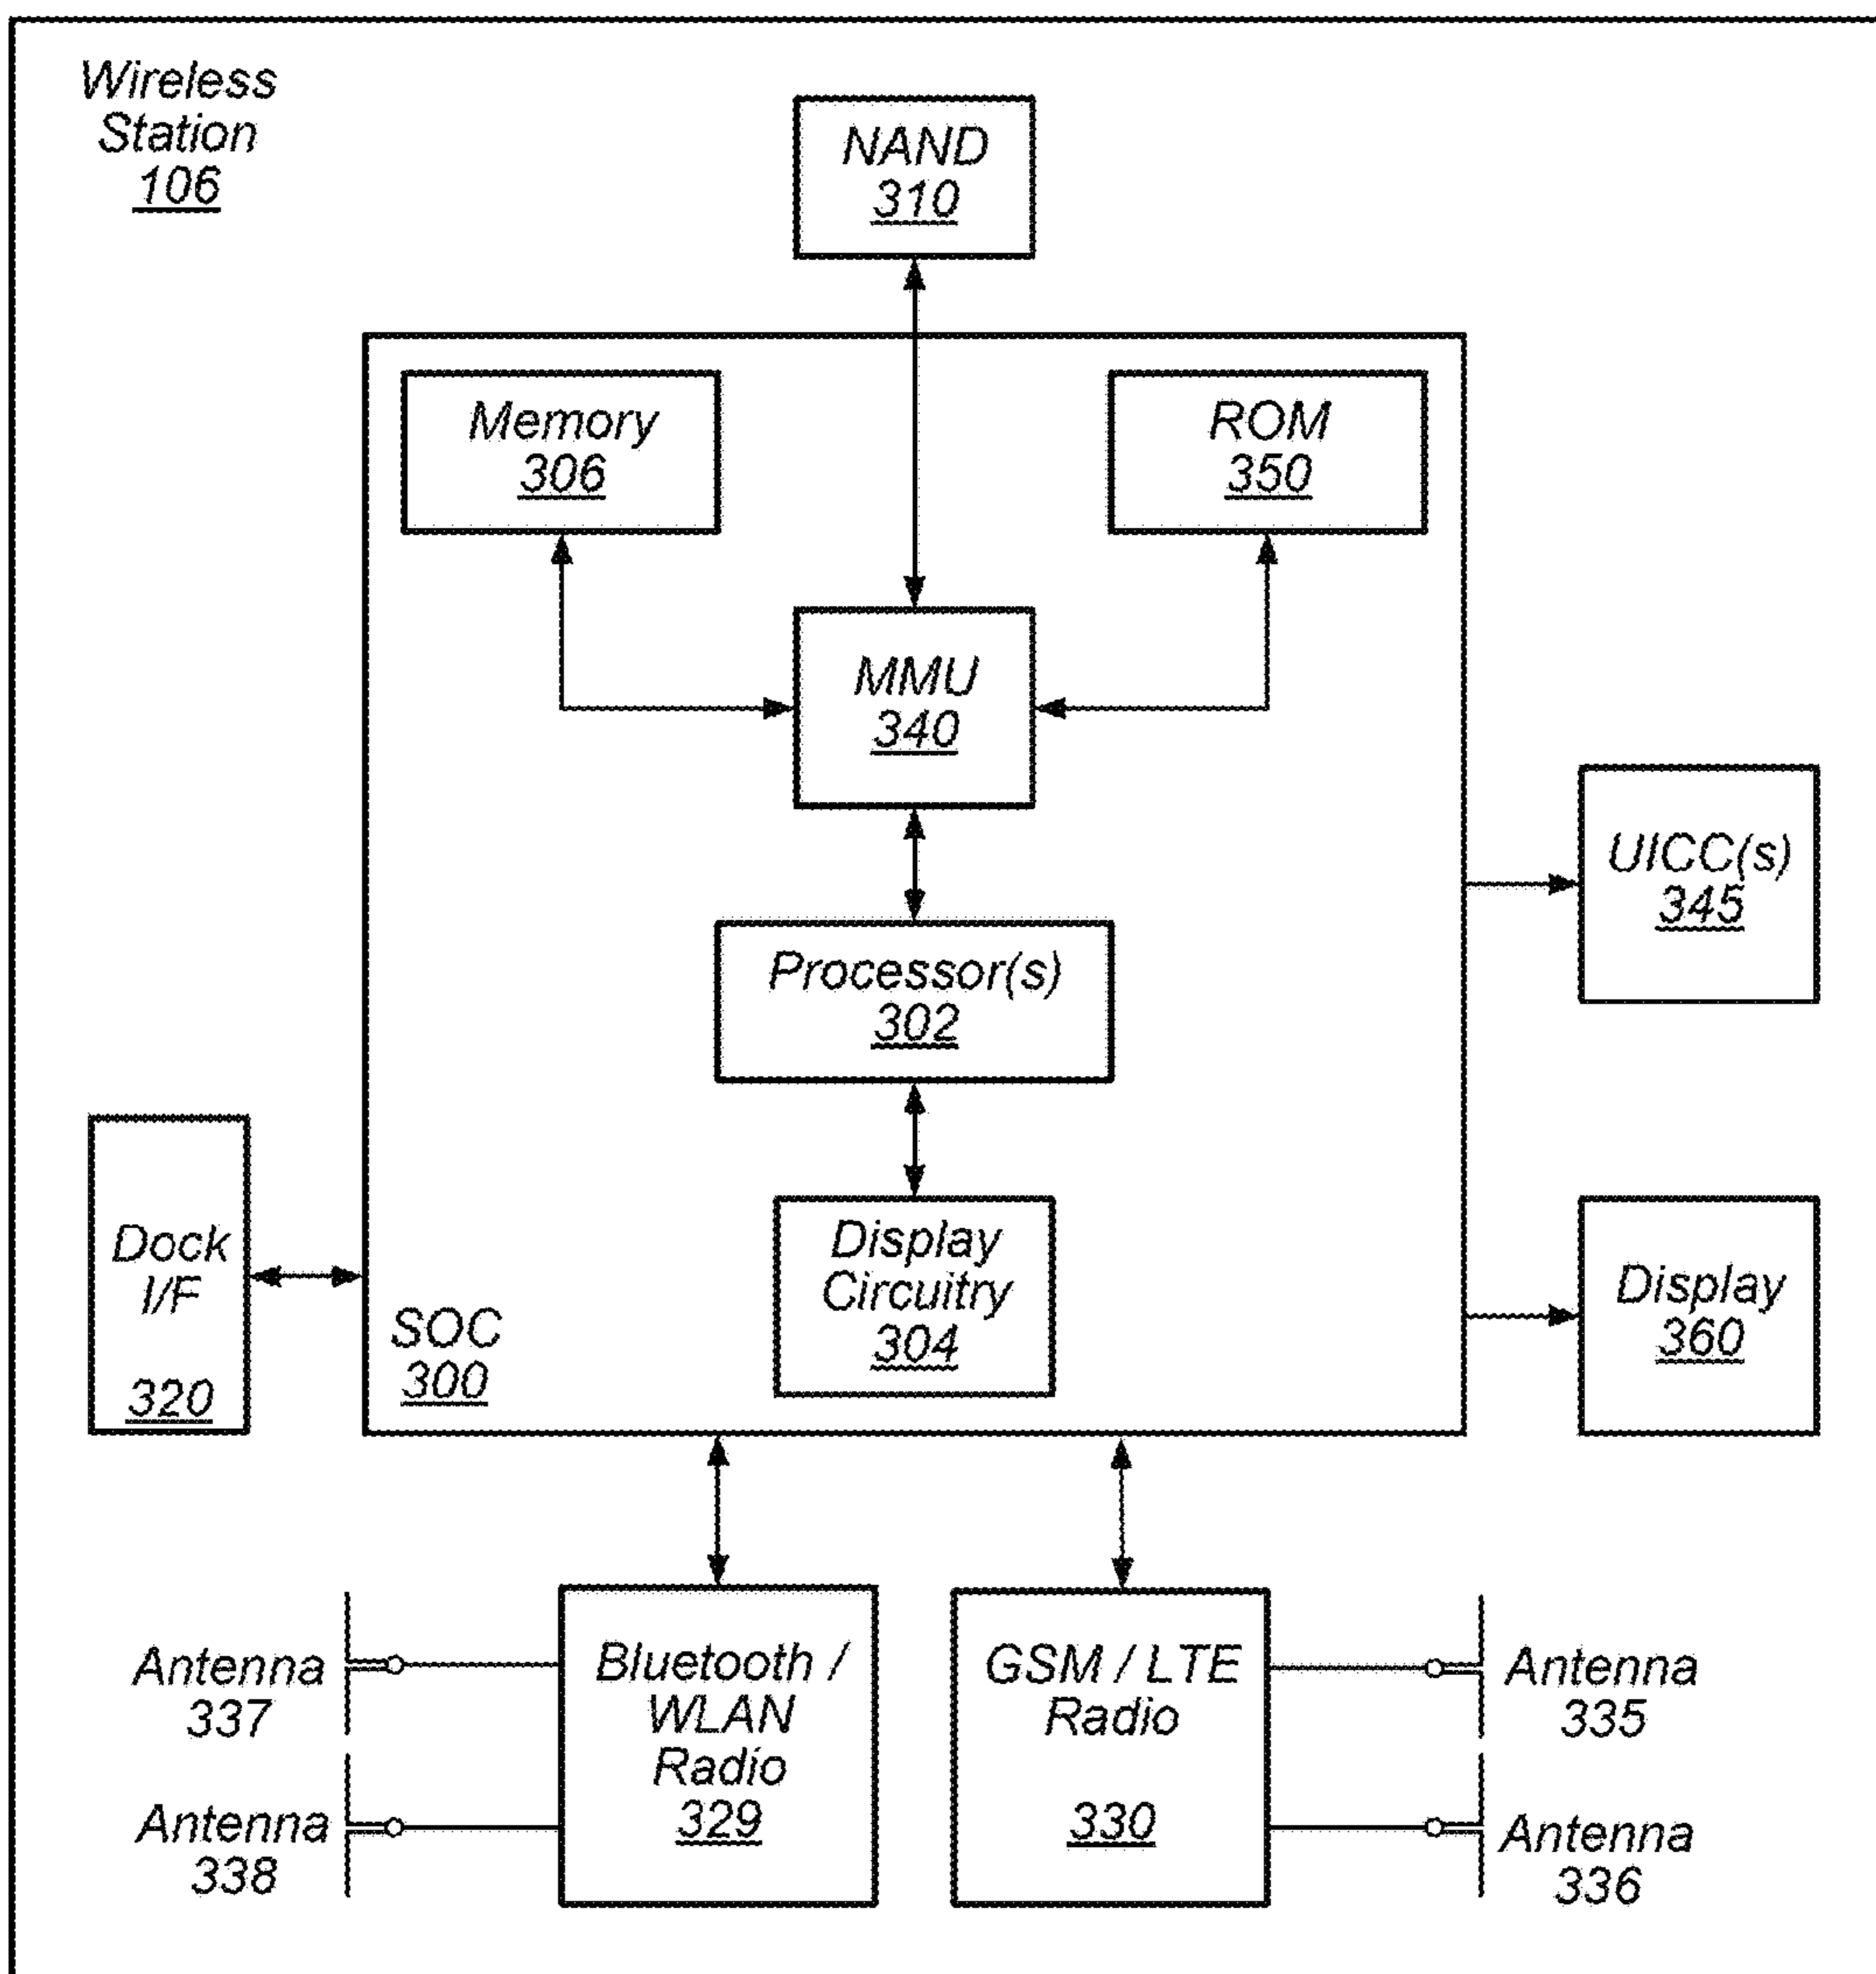 Wireless
Station
106
NAND
310
Memory
306
ROM
350
MMU
340
UICC(s)
345
Processor(s)
302
Dock
I/F
320
Display
Circuitry
304
SOC
300
Display
360
Antenna
337
Antenna
338
Bluetooth /
WLAN
Radio
329
GSM / LTE
Radio
330
Antenna
335
Antenna
336